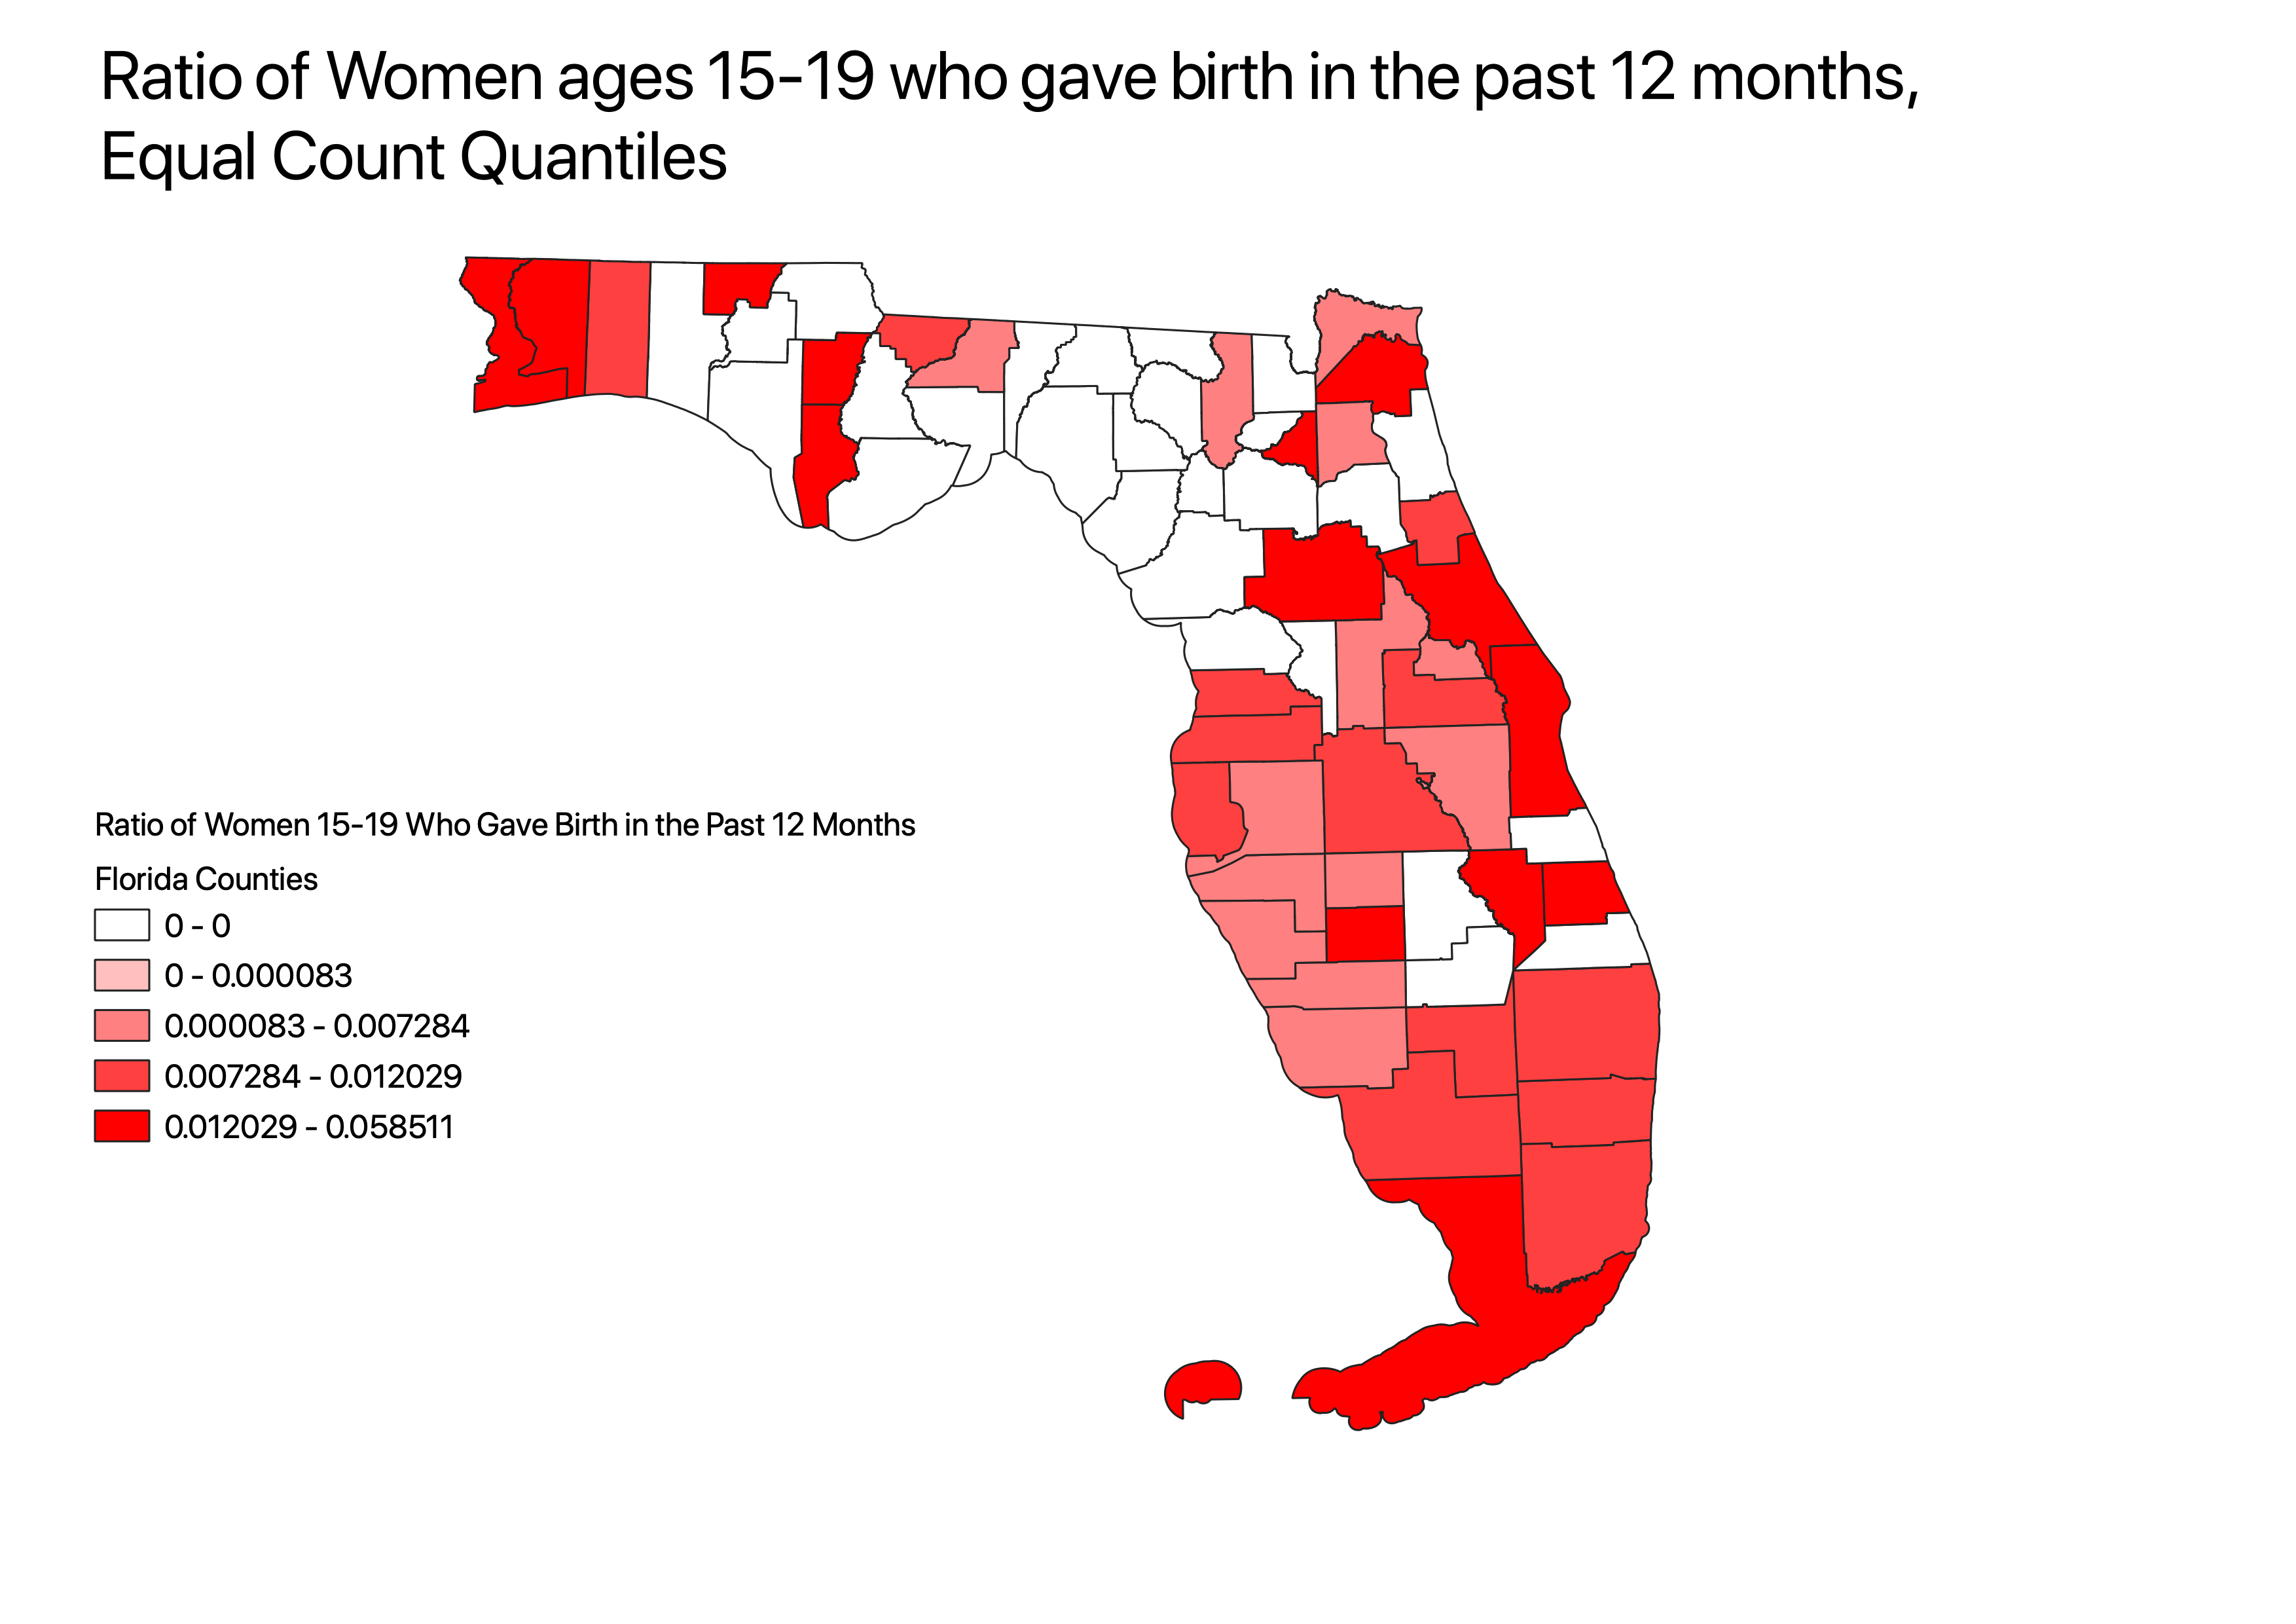 Ratio of Women ages 15-19 who gave birth in the past 12 months,
Equal Count Quantiles
Ratio of Women 15-19 Who Gave Birth in the Past 12 Months
Florida Counties
0 - 0
0 - 0.000083
0.000083 - 0.007284
0.007284 - 0.012029
0.012029 - 0.058511